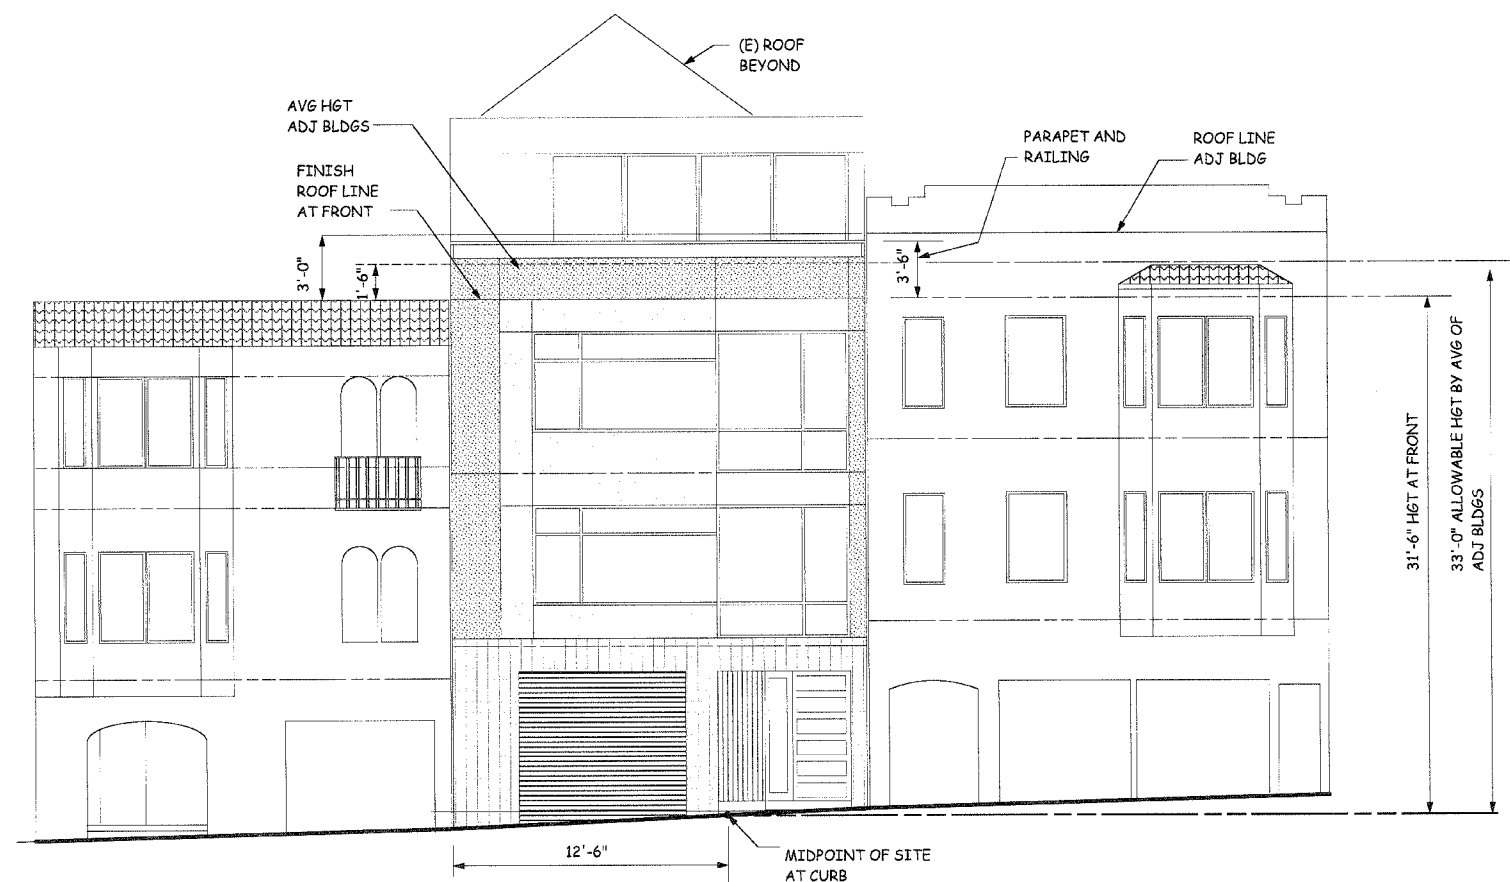 (E) ROOF
BEYOND
AVG HGT
ADJ BLDGS
FINISH
ROOF LINE
AT FRONT
PARAPET AND
RAILING
ROOF LINE
ADJ BLDG
3'-0"
1'-6"
3'-6"
31'-6" HGT AT FRONT
33'-0" ALLOWABLE HGT BY AVG OF
ADJ BLDGS
12'-6"
MIDPOINT OF SITE
AT CURB